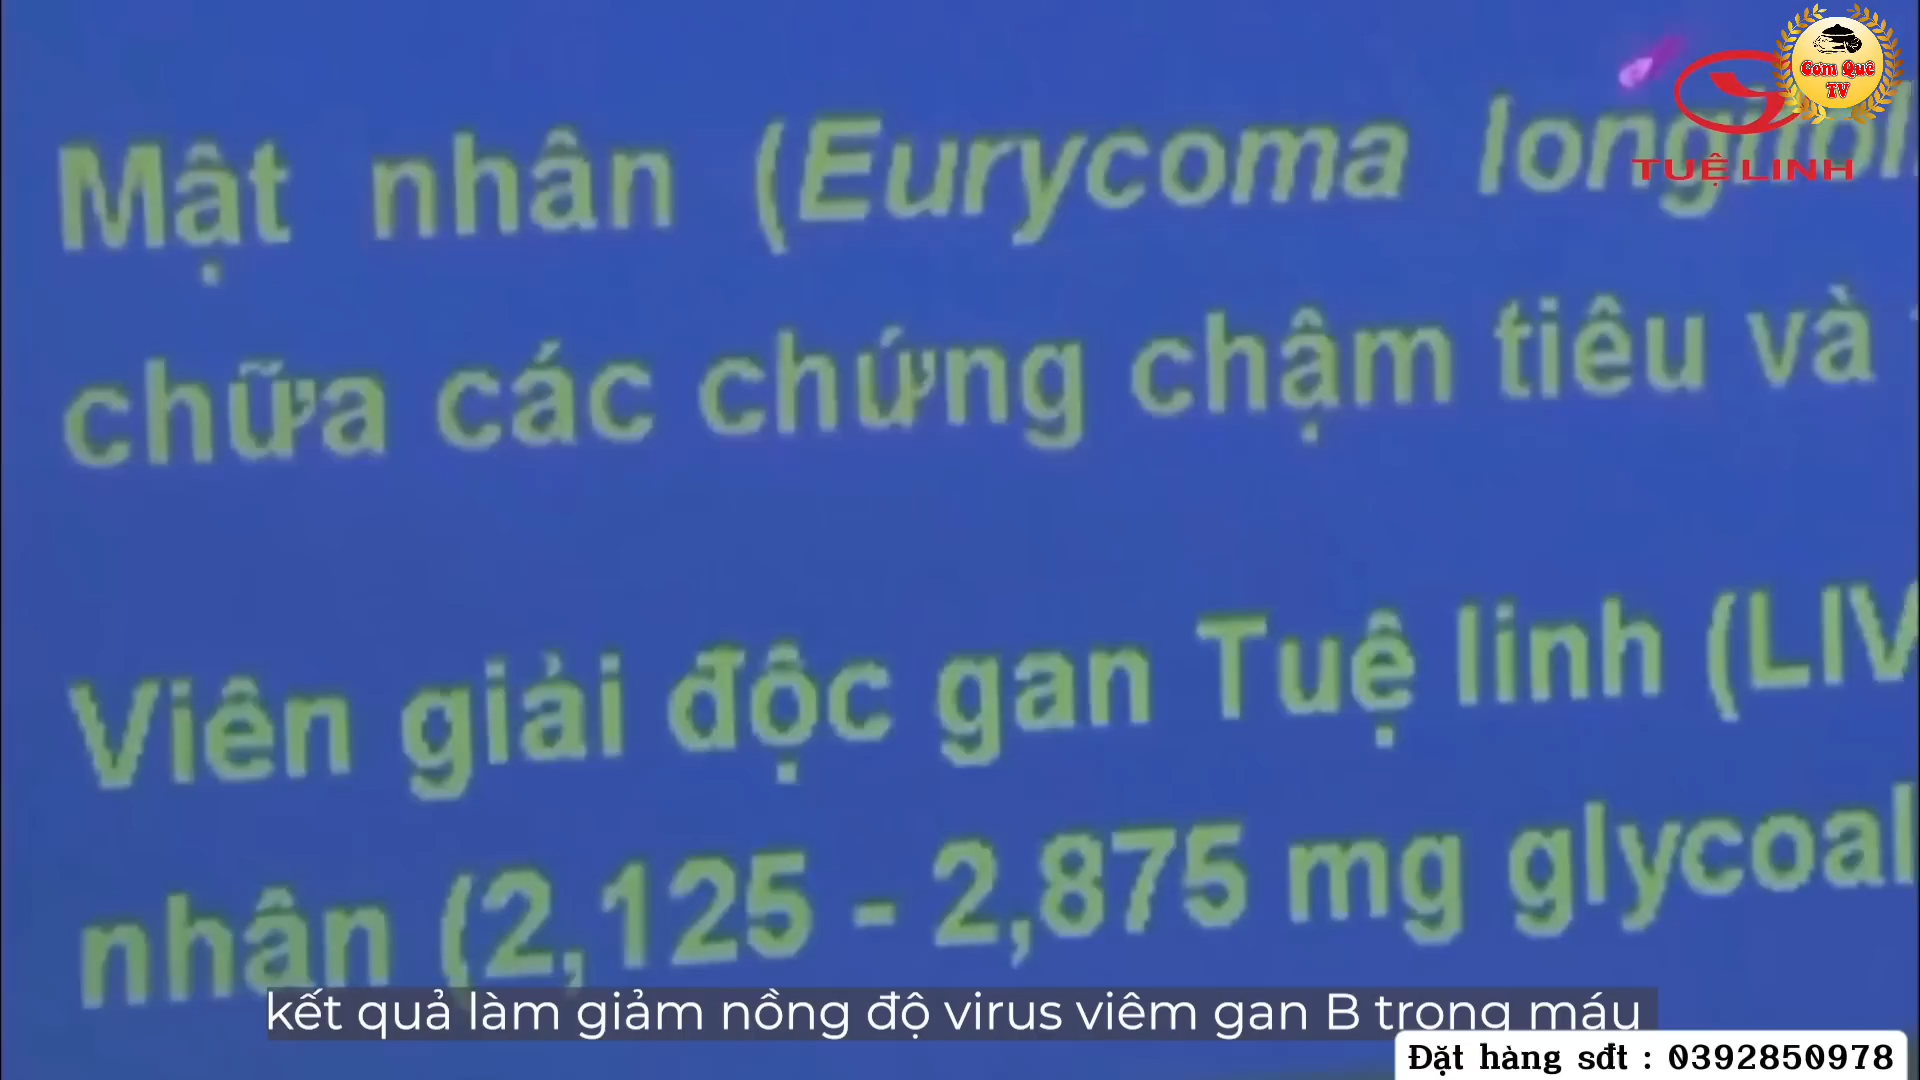 Cơm Quê
TV
TUỆ LINH
Mật nhân (Eurycoma
chữa các chứng chậm tiêu và
Viên giải độc gan Tuệ linh (LIV
nhân (2,125 - 2,875 mg glycoal
kết quả làm giảm nồng độ virus viêm gan B trong máu
Đặt hàng sđt : 0392850978